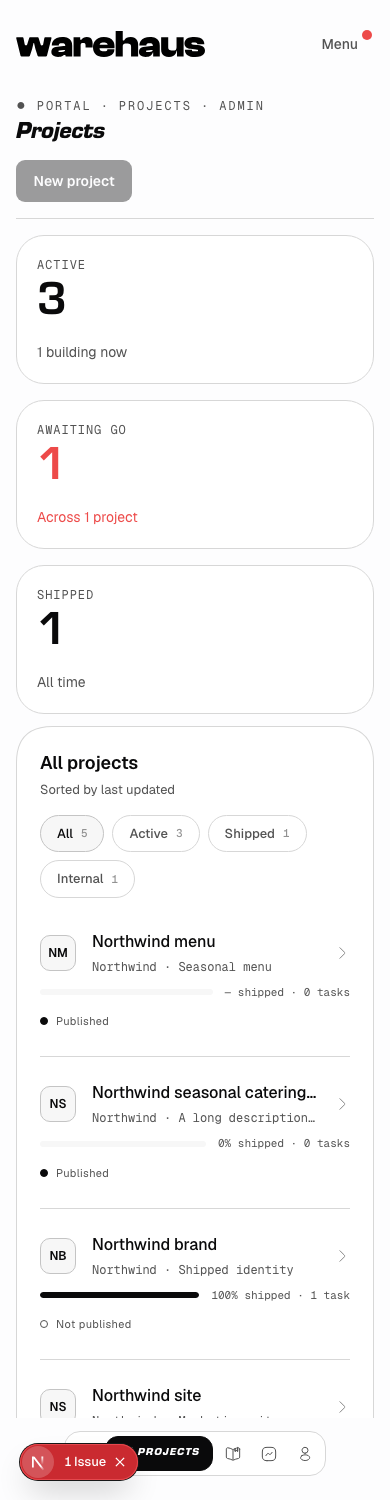 warehaus
Menu
PORTAL · PROJECTS · ADMIN
Projects
New project
ACTIVE
3
1 building now
AWAITING GO
1
Across 1 project
SHIPPED
1
All time
All projects
Sorted by last updated
All 5
Active 3
Shipped 1
Internal 1
NM
Northwind menu
Northwind · Seasonal menu
— shipped · 0 tasks
Published
NS
Northwind seasonal catering…
Northwind · A long description…
0% shipped · 0 tasks
Published
NB
Northwind brand
Northwind · Shipped identity
100% shipped · 1 task
Not published
NS
Northwind site
N
1 Issue
PROJECTS